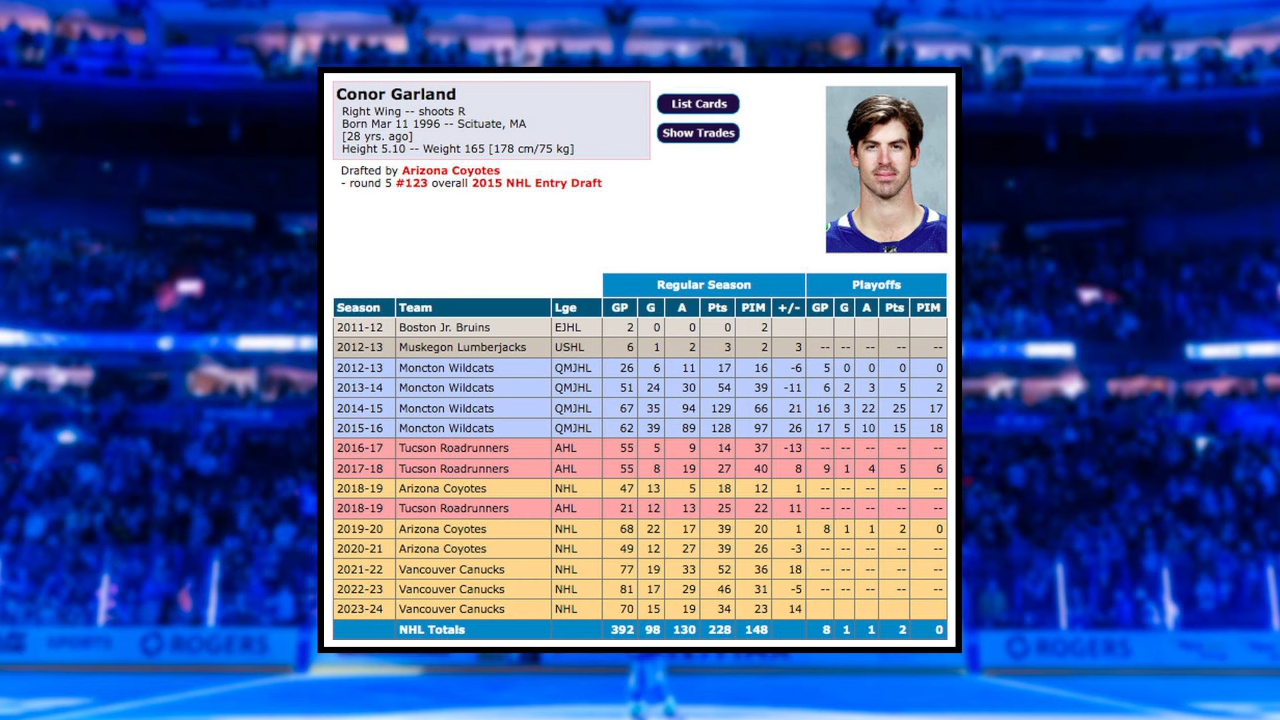 Conor Garland
Right Wing -- shoots R
Born Mar 11 1996 -- Scituate, MA
[28 yrs. ago]
Height 5.10 -- Weight 165 [178 cm/75 kg]
List Cards
Show Trades
Drafted by Arizona Coyotes
- round 5 #123 overall 2015 NHL Entry Draft
Regular Season Playoffs
Season Team Lge GP G A Pts PIM +/- GP G A Pts PIM
2011-12 Boston Jr. Bruins EJHL 2 0 0 0 2
2012-13 Muskegon Lumberjacks USHL 6 1 2 3 2 3 -- -- -- -- --
2012-13 Moncton Wildcats QMJHL 26 6 11 17 16 -6 5 0 0 0 0
2013-14 Moncton Wildcats QMJHL 51 24 30 54 39 -11 6 2 3 5 2
2014-15 Moncton Wildcats QMJHL 67 35 94 129 66 21 16 3 22 25 17
2015-16 Moncton Wildcats QMJHL 62 39 89 128 97 26 17 5 10 15 18
2016-17 Tucson Roadrunners AHL 55 5 9 14 37 -13 -- -- -- -- --
2017-18 Tucson Roadrunners AHL 55 8 19 27 40 8 9 1 4 5 6
2018-19 Arizona Coyotes NHL 47 13 5 18 12 1 -- -- -- -- --
2018-19 Tucson Roadrunners AHL 21 12 13 25 22 11 -- -- -- -- --
2019-20 Arizona Coyotes NHL 68 22 17 39 20 1 8 1 1 2 0
2020-21 Arizona Coyotes NHL 49 12 27 39 26 -3 -- -- -- -- --
2021-22 Vancouver Canucks NHL 77 19 33 52 36 18 -- -- -- -- --
2022-23 Vancouver Canucks NHL 81 17 29 46 31 -5 -- -- -- -- --
2023-24 Vancouver Canucks NHL 70 15 19 34 23 14
NHL Totals 392 98 130 228 148 8 1 1 2 0
SPORTS
ROGERS
ROGERS